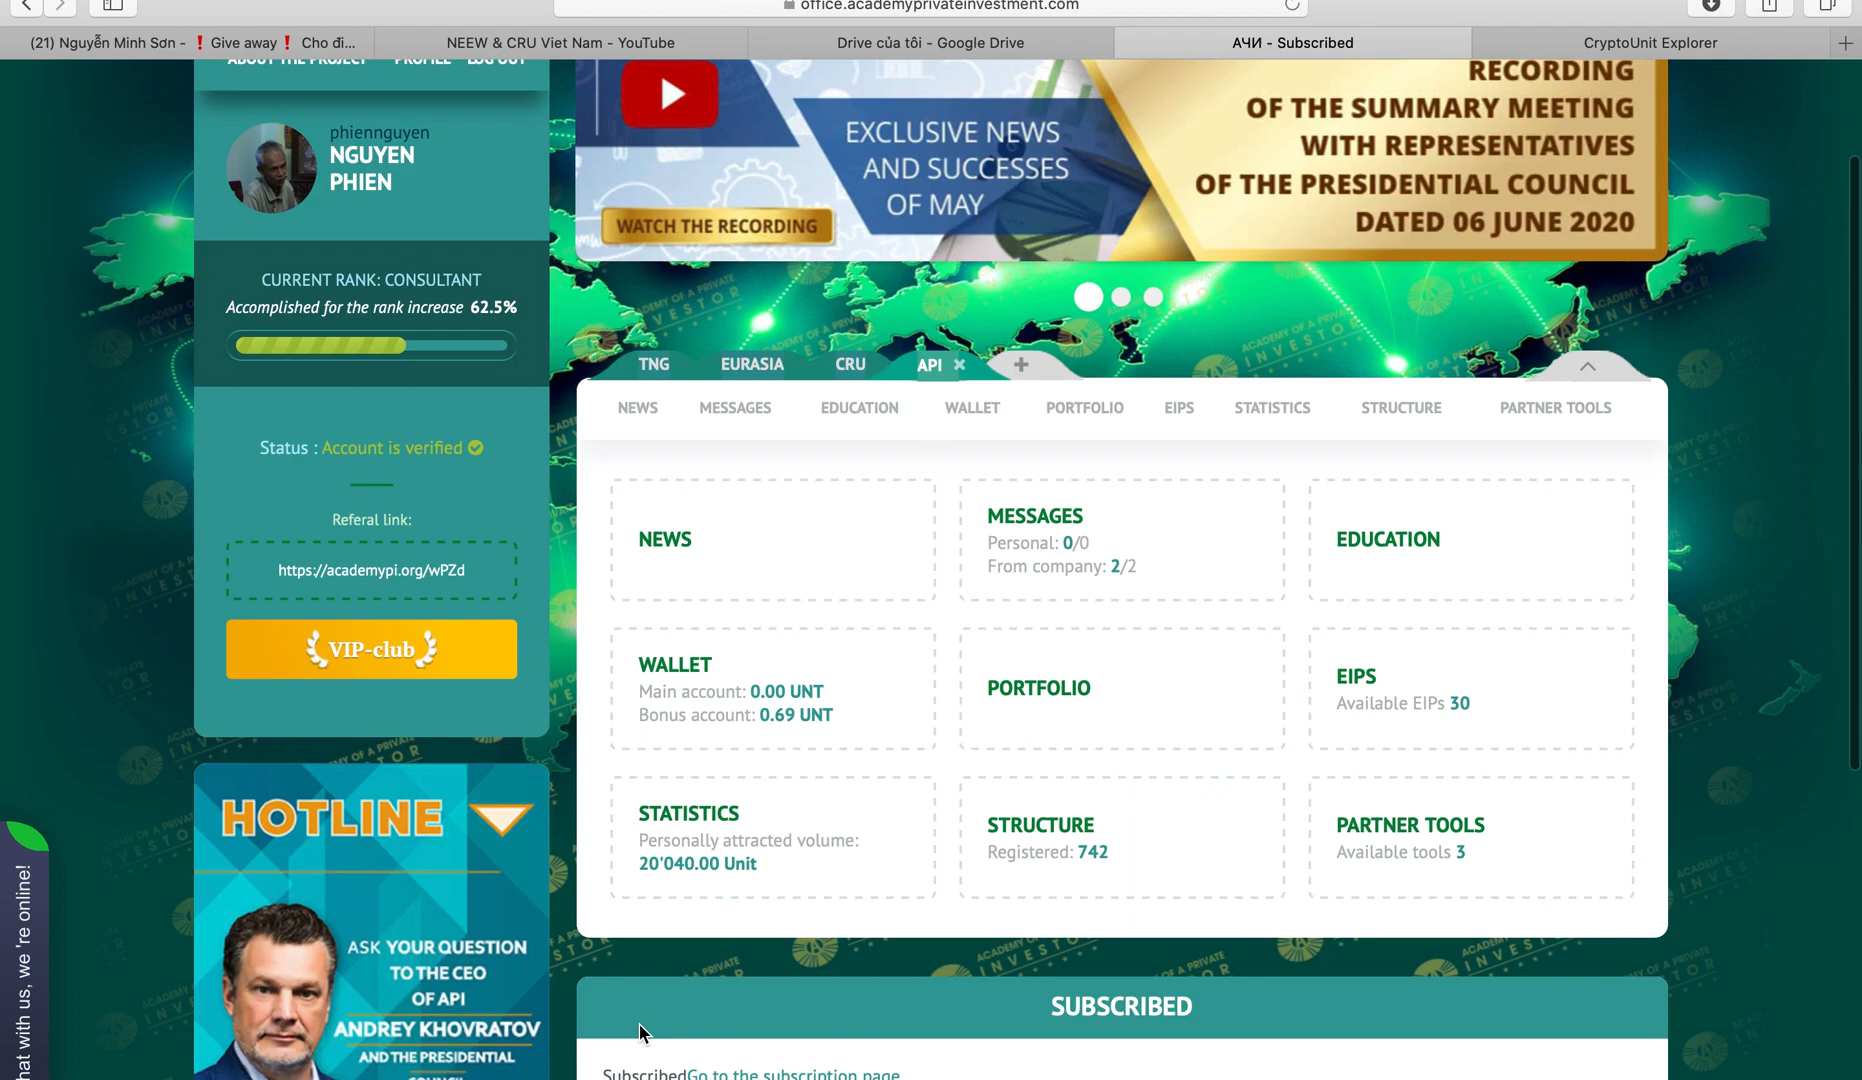 office.academyprivateinvestment.com
(21) Nguyễn Minh Sơn - ❗Give away❗ Cho đi...
NEEW & CRU Viet Nam - YouTube
Drive của tôi - Google Drive
АЧИ - Subscribed
CryptoUnit Explorer
ABOUT THE PROJECT
PROFILE
LOG OUT
phiennguyen
NGUYEN
PHIEN
CURRENT RANK: CONSULTANT
Accomplished for the rank increase 62.5%
Status : Account is verified
Referal link:
https://academypi.org/wPZd
VIP-club
HOTLINE
ASK YOUR QUESTION
TO THE CEO
OF API
ANDREY KHOVRATOV
AND THE PRESIDENTIAL
COUNCIL
hat with us, we 're online!
EXCLUSIVE NEWS
AND SUCCESSES
OF MAY
WATCH THE RECORDING
RECORDING
OF THE SUMMARY MEETING
WITH REPRESENTATIVES
OF THE PRESIDENTIAL COUNCIL
DATED 06 JUNE 2020
TNG
EURASIA
CRU
API
NEWS
MESSAGES
EDUCATION
WALLET
PORTFOLIO
EIPS
STATISTICS
STRUCTURE
PARTNER TOOLS
NEWS
MESSAGES
Personal: 0/0
From company: 2/2
EDUCATION
WALLET
Main account: 0.00 UNT
Bonus account: 0.69 UNT
PORTFOLIO
EIPS
Available EIPs 30
STATISTICS
Personally attracted volume:
20'040.00 Unit
STRUCTURE
Registered: 742
PARTNER TOOLS
Available tools 3
SUBSCRIBED
SubscribedGo to the subscription page